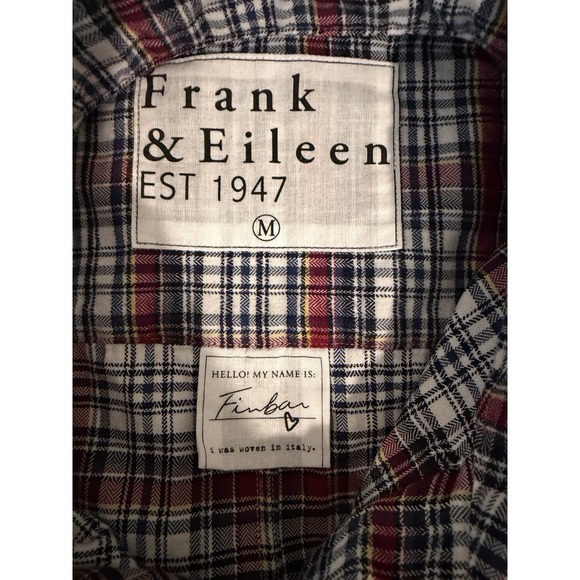 Frank
& Eileen
EST 1947
M
HELLO! MY NAME IS:
Finbar
i was woven in italy.